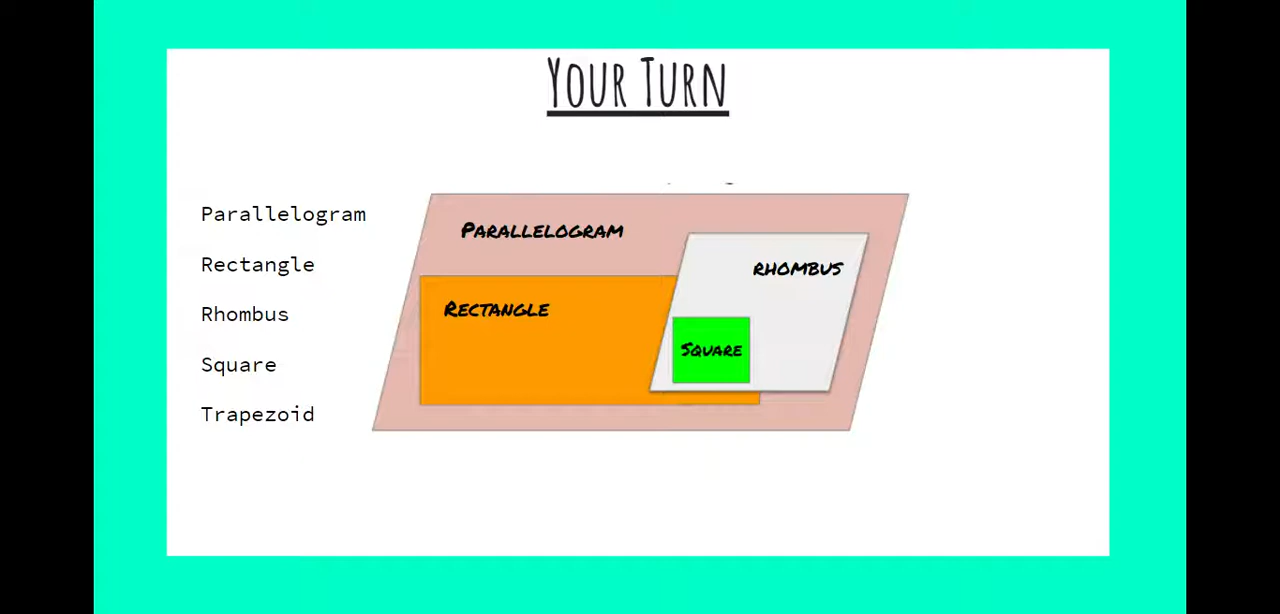 Your Turn
Parallelogram
Rectangle
Rhombus
Square
Trapezoid
Parallelogram
rhombus
Rectangle
Square